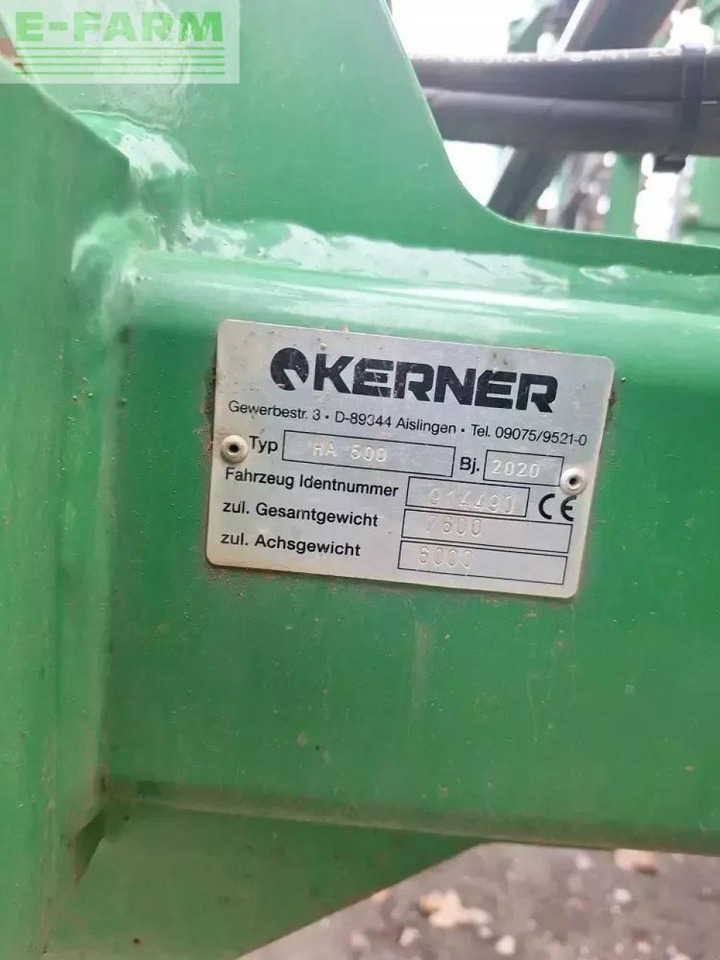 E-FARM
KERNER
Gewerbestr. 3 • D-89344 Aislingen • Tel. 09075/9521-0
Typ HA 600 Bj. 2020
Fahrzeug Identnummer 914490 CE
zul. Gesamtgewicht 7600
zul. Achsgewicht 6000